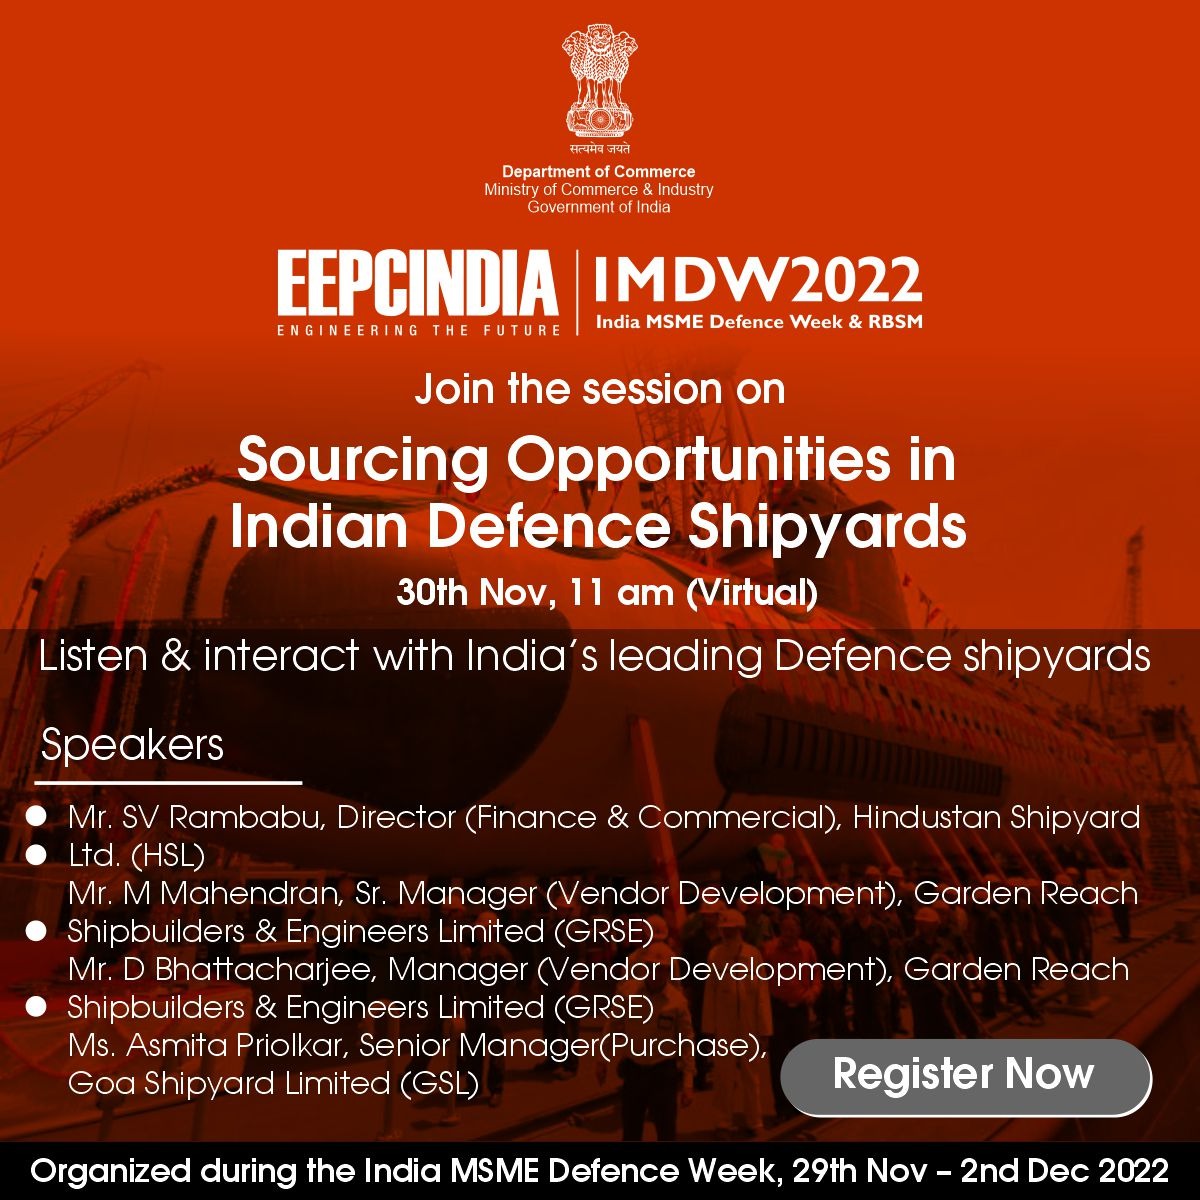 सत्यमेव जयते
Department of Commerce
Ministry of Commerce & Industry
Government of India
EEPCINDIA
ENGINEERING THE FUTURE
IMDW2022
India MSME Defence Week & RBSM
Join the session on
Sourcing Opportunities in
Indian Defence Shipyards
30th Nov, 11 am (Virtual)
Listen & interact with India's leading Defence shipyards
Speakers
Mr. SV Rambabu, Director (Finance & Commercial), Hindustan Shipyard
Ltd. (HSL)
Mr. M Mahendran, Sr. Manager (Vendor Development), Garden Reach
Shipbuilders & Engineers Limited (GRSE)
Mr. D Bhattacharjee, Manager (Vendor Development), Garden Reach
Shipbuilders & Engineers Limited (GRSE)
Ms. Asmita Priolkar, Senior Manager(Purchase),
Goa Shipyard Limited (GSL)
Register Now
Organized during the India MSME Defence Week, 29th Nov – 2nd Dec 2022